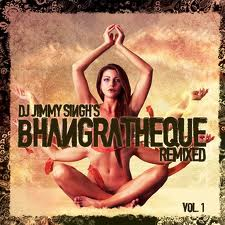 DJ JIMMY SINGH'S
BHANGRATHEQUE
REMIXED
VOL. 1